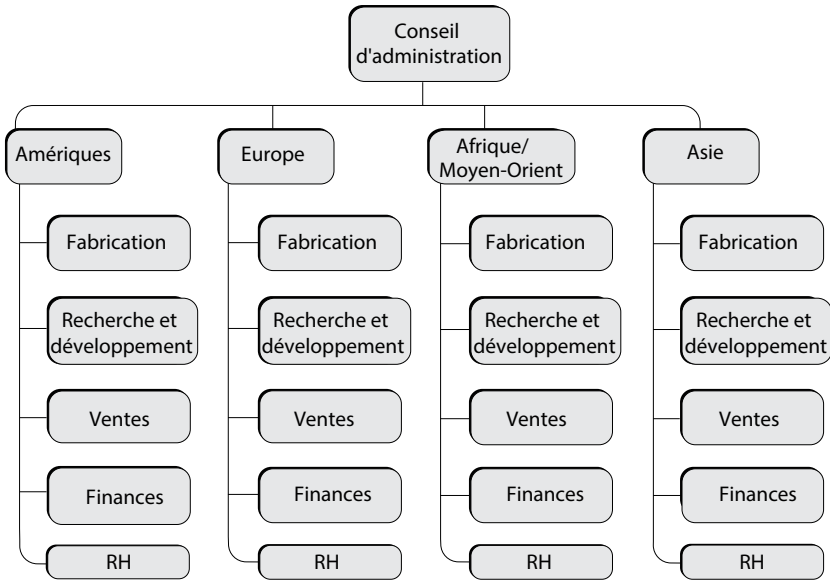 Conseil
d'administration
Amériques
Europe
Afrique/
Moyen-Orient
Asie
Fabrication
Fabrication
Fabrication
Fabrication
Recherche et
développement
Recherche et
développement
Recherche et
développement
Recherche et
développement
Ventes
Ventes
Ventes
Ventes
Finances
Finances
Finances
Finances
RH
RH
RH
RH